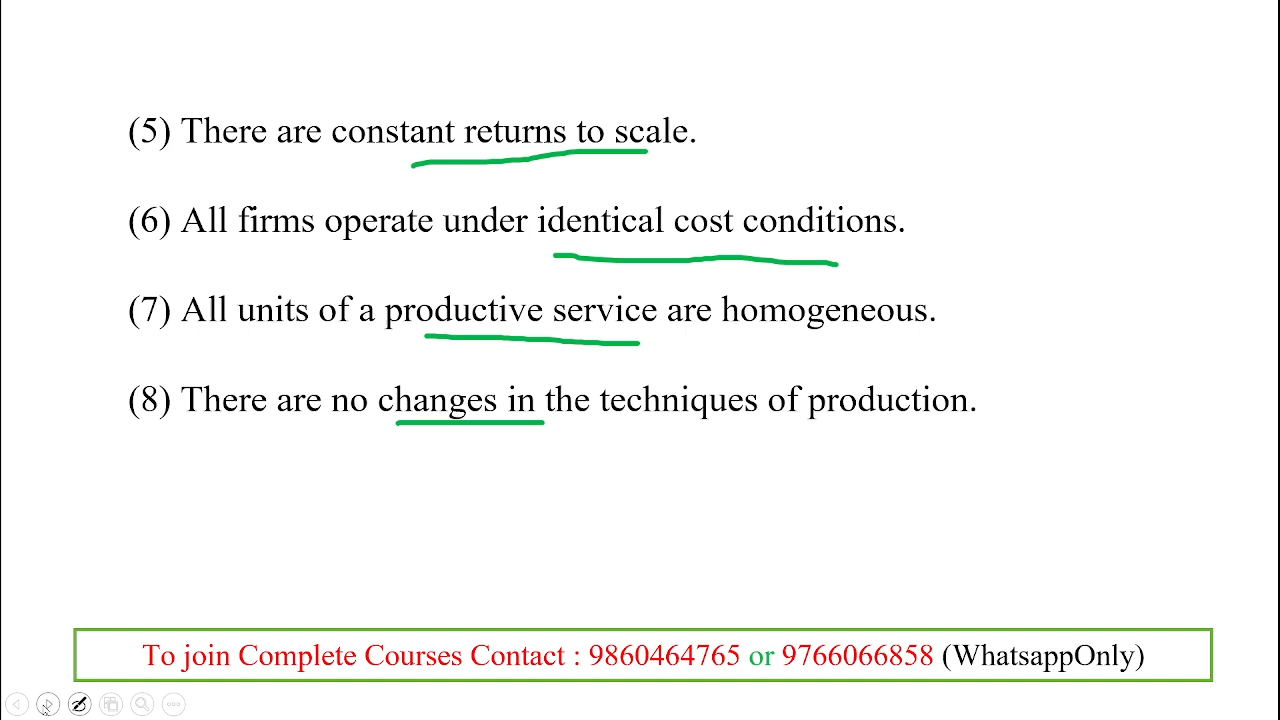 (5) There are constant returns to scale.
(6) All firms operate under identical cost conditions.
(7) All units of a productive service are homogeneous.
(8) There are no changes in the techniques of production.
To join Complete Courses Contact : 9860464765 or 9766066858 (WhatsappOnly)